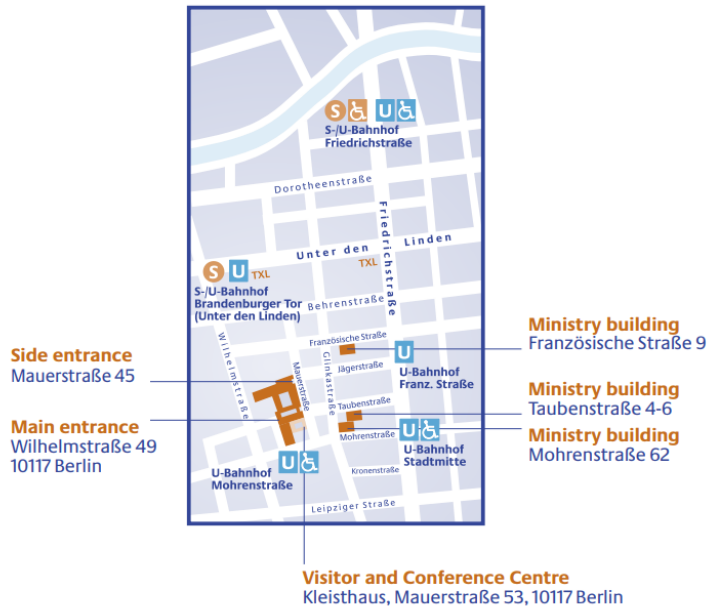 S U
S-/U-Bahnhof
Friedrichstraße
Dorotheenstraße
Friedrichstraße
Unter den Linden
S U TXL
TXL
S-/U-Bahnhof
Brandenburger Tor
(Unter den Linden)
Behrenstraße
Wilhelmstraße
Französische Straße
Mauerstraße
Glinkastraße
Jägerstraße
U
U-Bahnhof
Franz. Straße
Taubenstraße
Mohrenstraße
U
U-Bahnhof
Stadtmitte
U
U-Bahnhof
Mohrenstraße
Kronenstraße
Leipziger Straße
Side entrance
Mauerstraße 45
Main entrance
Wilhelmstraße 49
10117 Berlin
Ministry building
Französische Straße 9
Ministry building
Taubenstraße 4-6
Ministry building
Mohrenstraße 62
Visitor and Conference Centre
Kleisthaus, Mauerstraße 53, 10117 Berlin